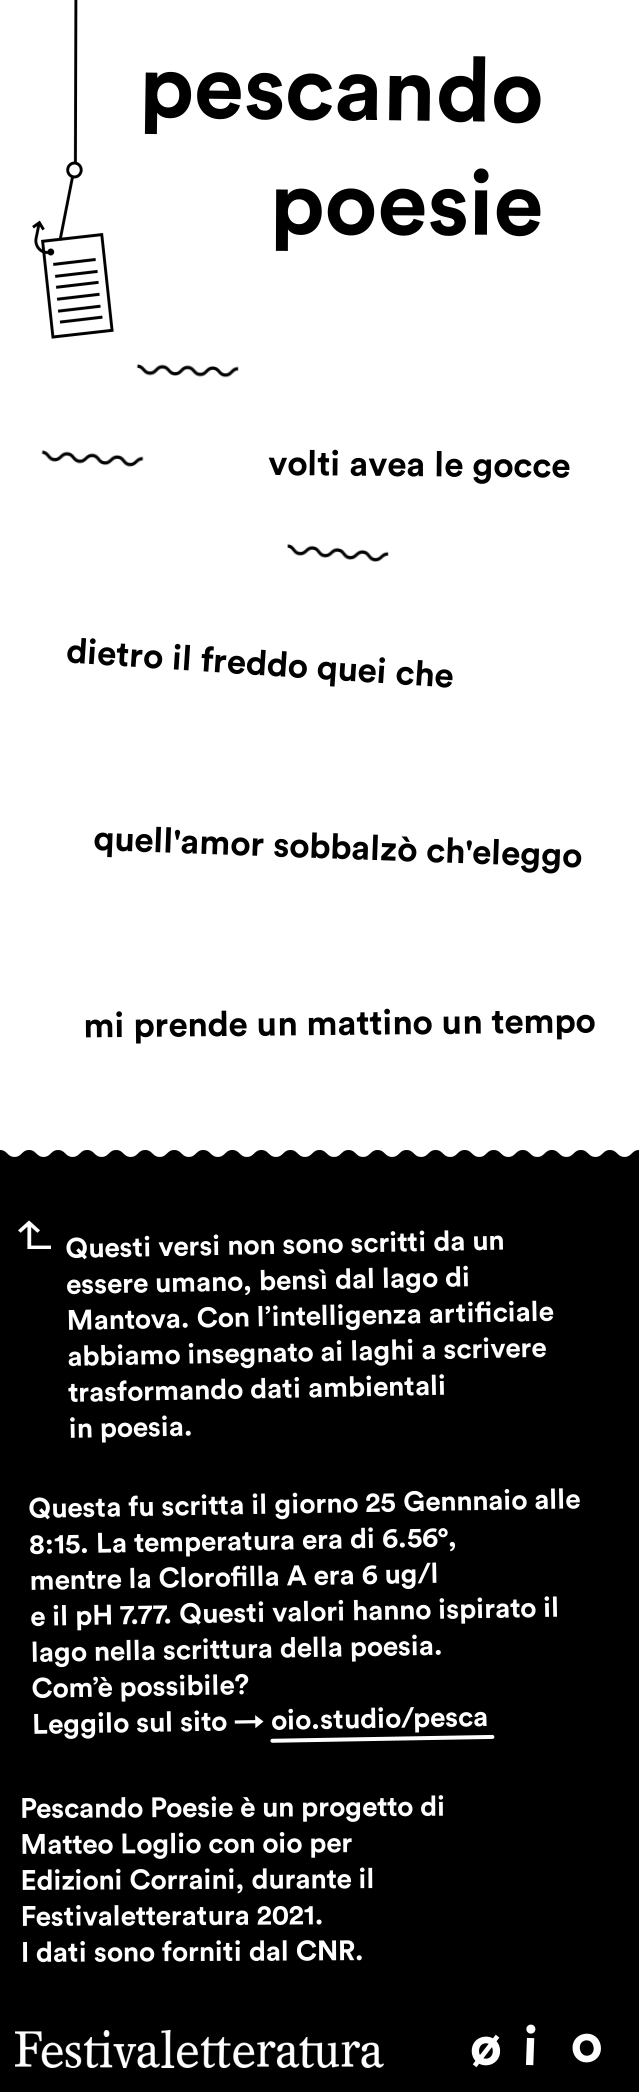 pescando
poesie
volti avea le gocce
dietro il freddo quei che
quell'amor sobbalzò ch'eleggo
mi prende un mattino un tempo
Questi versi non sono scritti da un
essere umano, bensì dal lago di
Mantova. Con l’intelligenza artificiale
abbiamo insegnato ai laghi a scrivere
trasformando dati ambientali
in poesia.
Questa fu scritta il giorno 25 Gennnaio alle
8:15. La temperatura era di 6.56°,
mentre la Clorofilla A era 6 ug/l
e il pH 7.77. Questi valori hanno ispirato il
lago nella scrittura della poesia.
Com’è possibile?
Leggilo sul sito → oio.studio/pesca
Pescando Poesie è un progetto di
Matteo Loglio con oio per
Edizioni Corraini, durante il
Festivaletteratura 2021.
I dati sono forniti dal CNR.
Festivaletteratura ø i o